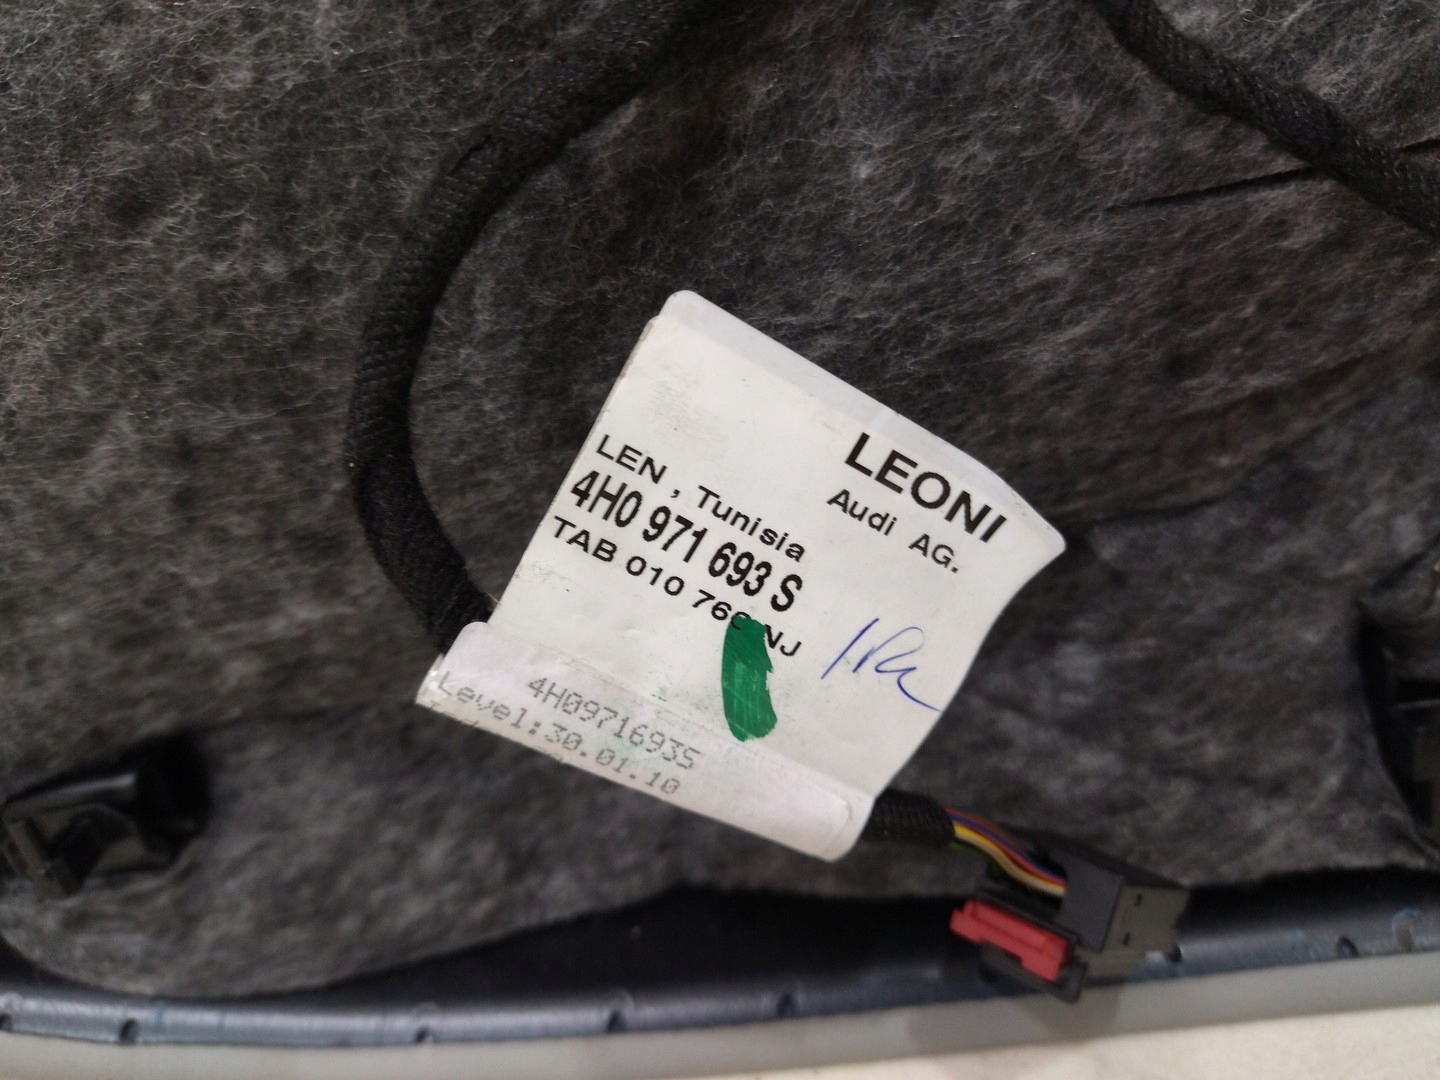 LEONI
Audi AG.
LEN , Tunisia
4H0 971 693 S
TAB 010 76 NJ
4H0971693S
Level:30.01.10